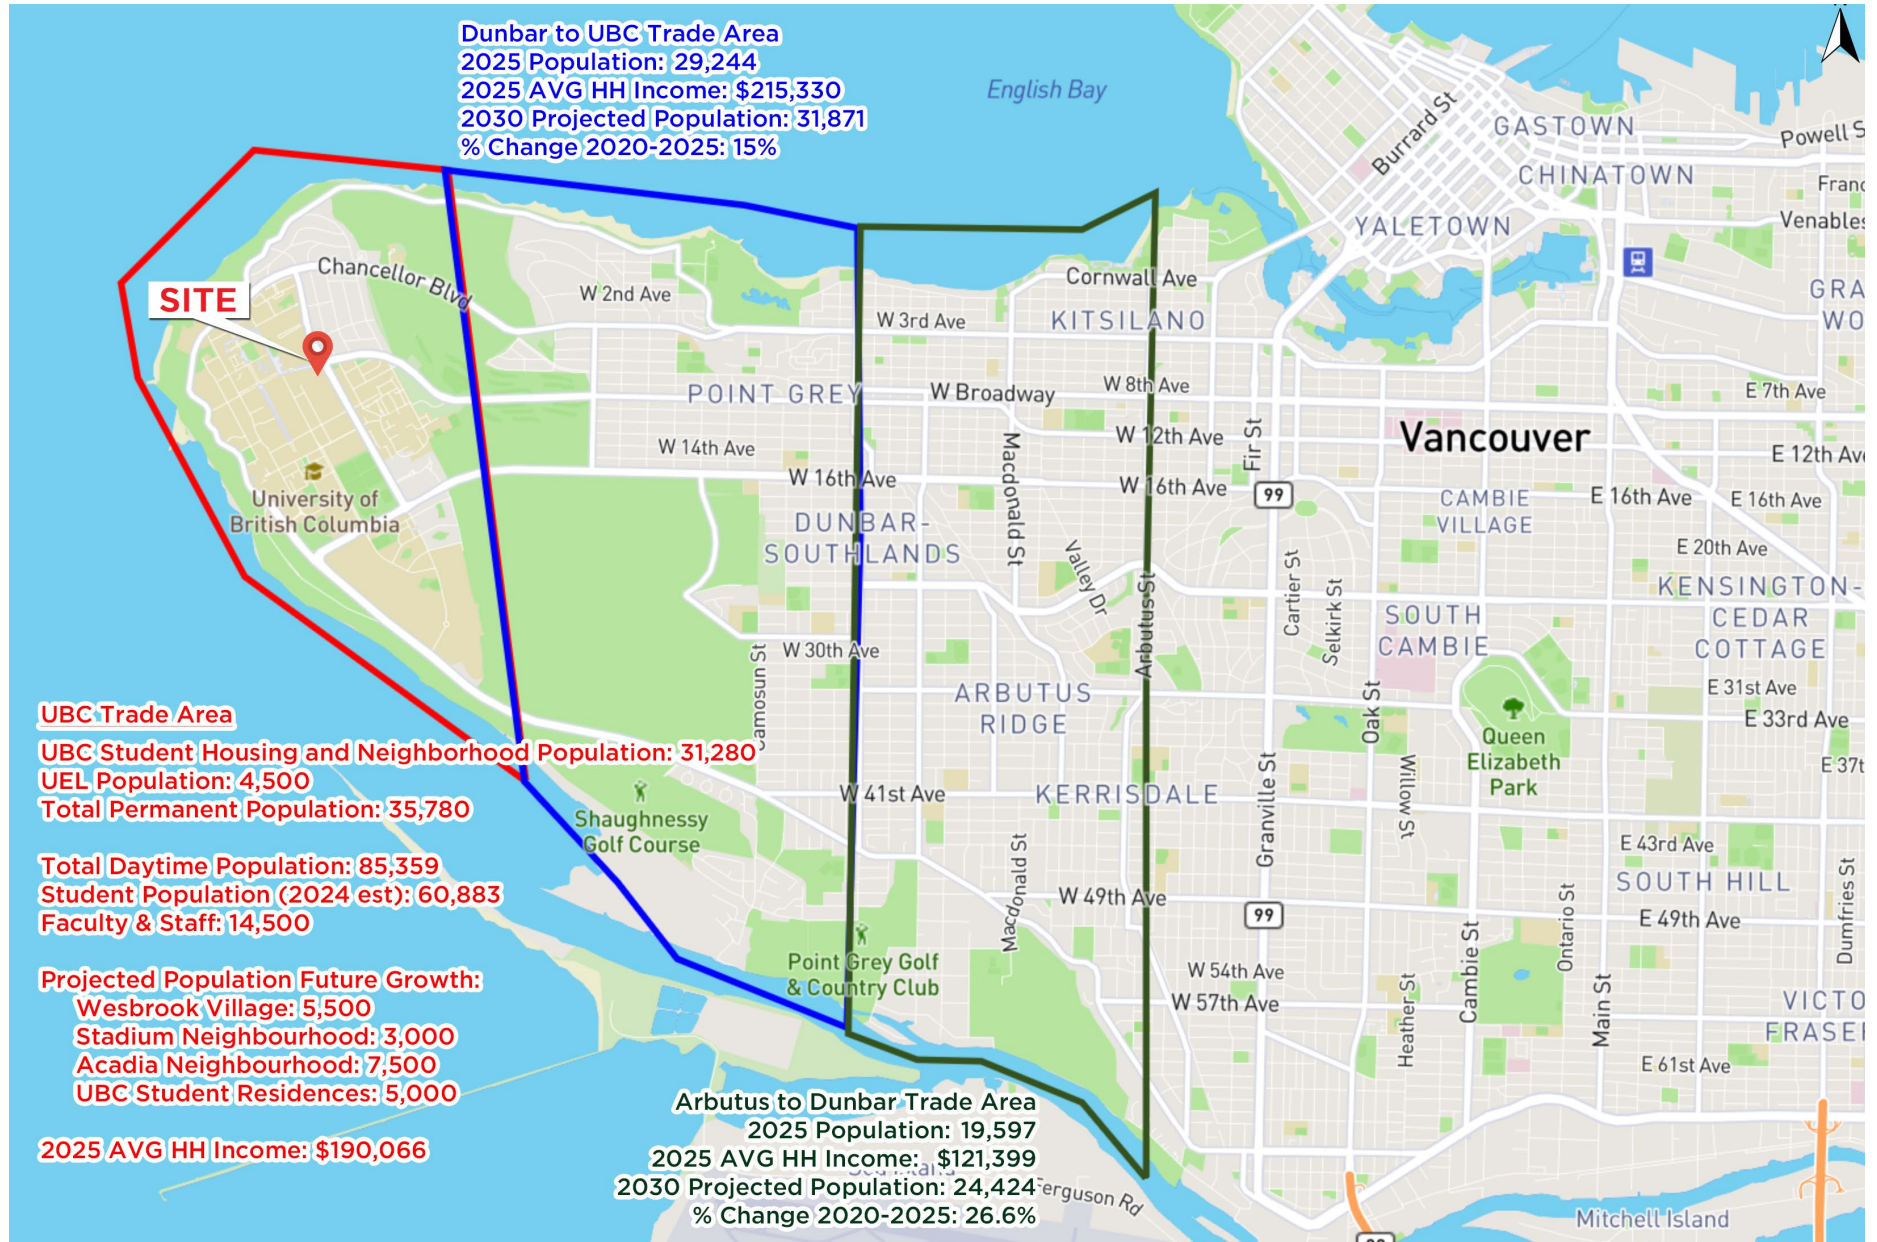 Dunbar to UBC Trade Area
2025 Population: 29,244
2025 AVG HH Income: $215,330
2030 Projected Population: 31,871
% Change 2020-2025: 15%
English Bay
Burrard St
GASTOWN
Powell S
CHINATOWN
Franc
Venables
YALETOWN
SITE
Chancellor Blvd
W 2nd Ave
Cornwall Ave
GRA
WO
W 3rd Ave
KITSILANO
POINT GREY
W Broadway
W 8th Ave
E 7th Ave
Fir St
Vancouver
Macdonald St
W 12th Ave
W 14th Ave
E 12th Av
W 16th Ave
W 16th Ave
99
University of
British Columbia
CAMBIE
VILLAGE
E 16th Ave
E 16th Ave
DUNBAR-
SOUTHLANDS
Valley Dr
Arbutus St
Cartier St
Selkirk St
E 20th Ave
KENSINGTON-
CEDAR
COTTAGE
SOUTH
CAMBIE
Camosun St
W 30th Ave
ARBUTUS
RIDGE
Oak St
E 31st Ave
E 33rd Ave
Queen
Elizabeth
Park
UBC Trade Area
UBC Student Housing and Neighborhood Population: 31,280
UEL Population: 4,500
Total Permanent Population: 35,780
Granville St
Willow St
E 37t
W 41st Ave
KERRISDALE
Shaughnessy
Golf Course
E 43rd Ave
Total Daytime Population: 85,359
Student Population (2024 est): 60,883
Faculty & Staff: 14,500
Macdonald St
W 49th Ave
99
SOUTH HILL
E 49th Ave
Dumfries St
Ontario St
Cambie St
Point Grey Golf
& Country Club
W 54th Ave
W 57th Ave
Heather St
Main St
VICTO
FRASER
Projected Population Future Growth:
Wesbrook Village: 5,500
Stadium Neighbourhood: 3,000
Acadia Neighbourhood: 7,500
UBC Student Residences: 5,000
E 61st Ave
2025 AVG HH Income: $190,066
Arbutus to Dunbar Trade Area
2025 Population: 19,597
2025 AVG HH Income: $121,399
2030 Projected Population: 24,424
% Change 2020-2025: 26.6%
Ferguson Rd
Mitchell Island